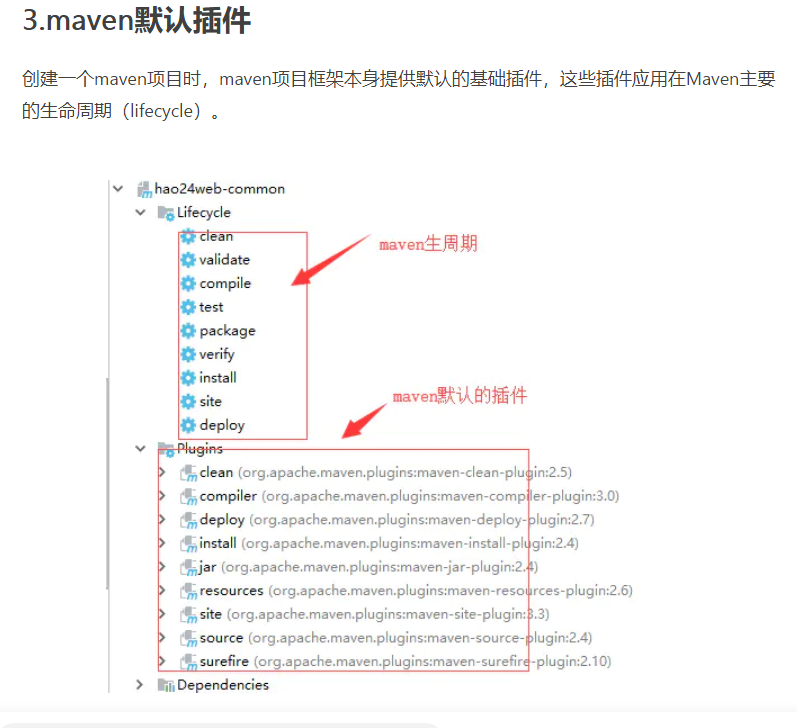 3.maven默认插件
创建一个maven项目时，maven项目框架本身提供默认的基础插件，这些插件应用在Maven主要
的生命周期（lifecycle）。
hao24web-common
Lifecycle
clean
maven生周期
validate
compile
test
package
verify
install
maven默认的插件
site
deploy
Plugins
clean (org.apache.maven.plugins:maven-clean-plugin:2.5)
compiler (org.apache.maven.plugins:maven-compiler-plugin:3.0)
deploy (org.apache.maven.plugins:maven-deploy-plugin:2.7)
install (org.apache.maven.plugins:maven-install-plugin:2.4)
jar (org.apache.maven.plugins:maven-jar-plugin:2.4)
resources (org.apache.maven.plugins:maven-resources-plugin:2.6)
site (org.apache.maven.plugins:maven-site-plugin:3.3)
source (org.apache.maven.plugins:maven-source-plugin:2.4)
surefire (org.apache.maven.plugins:maven-surefire-plugin:2.10)
Dependencies